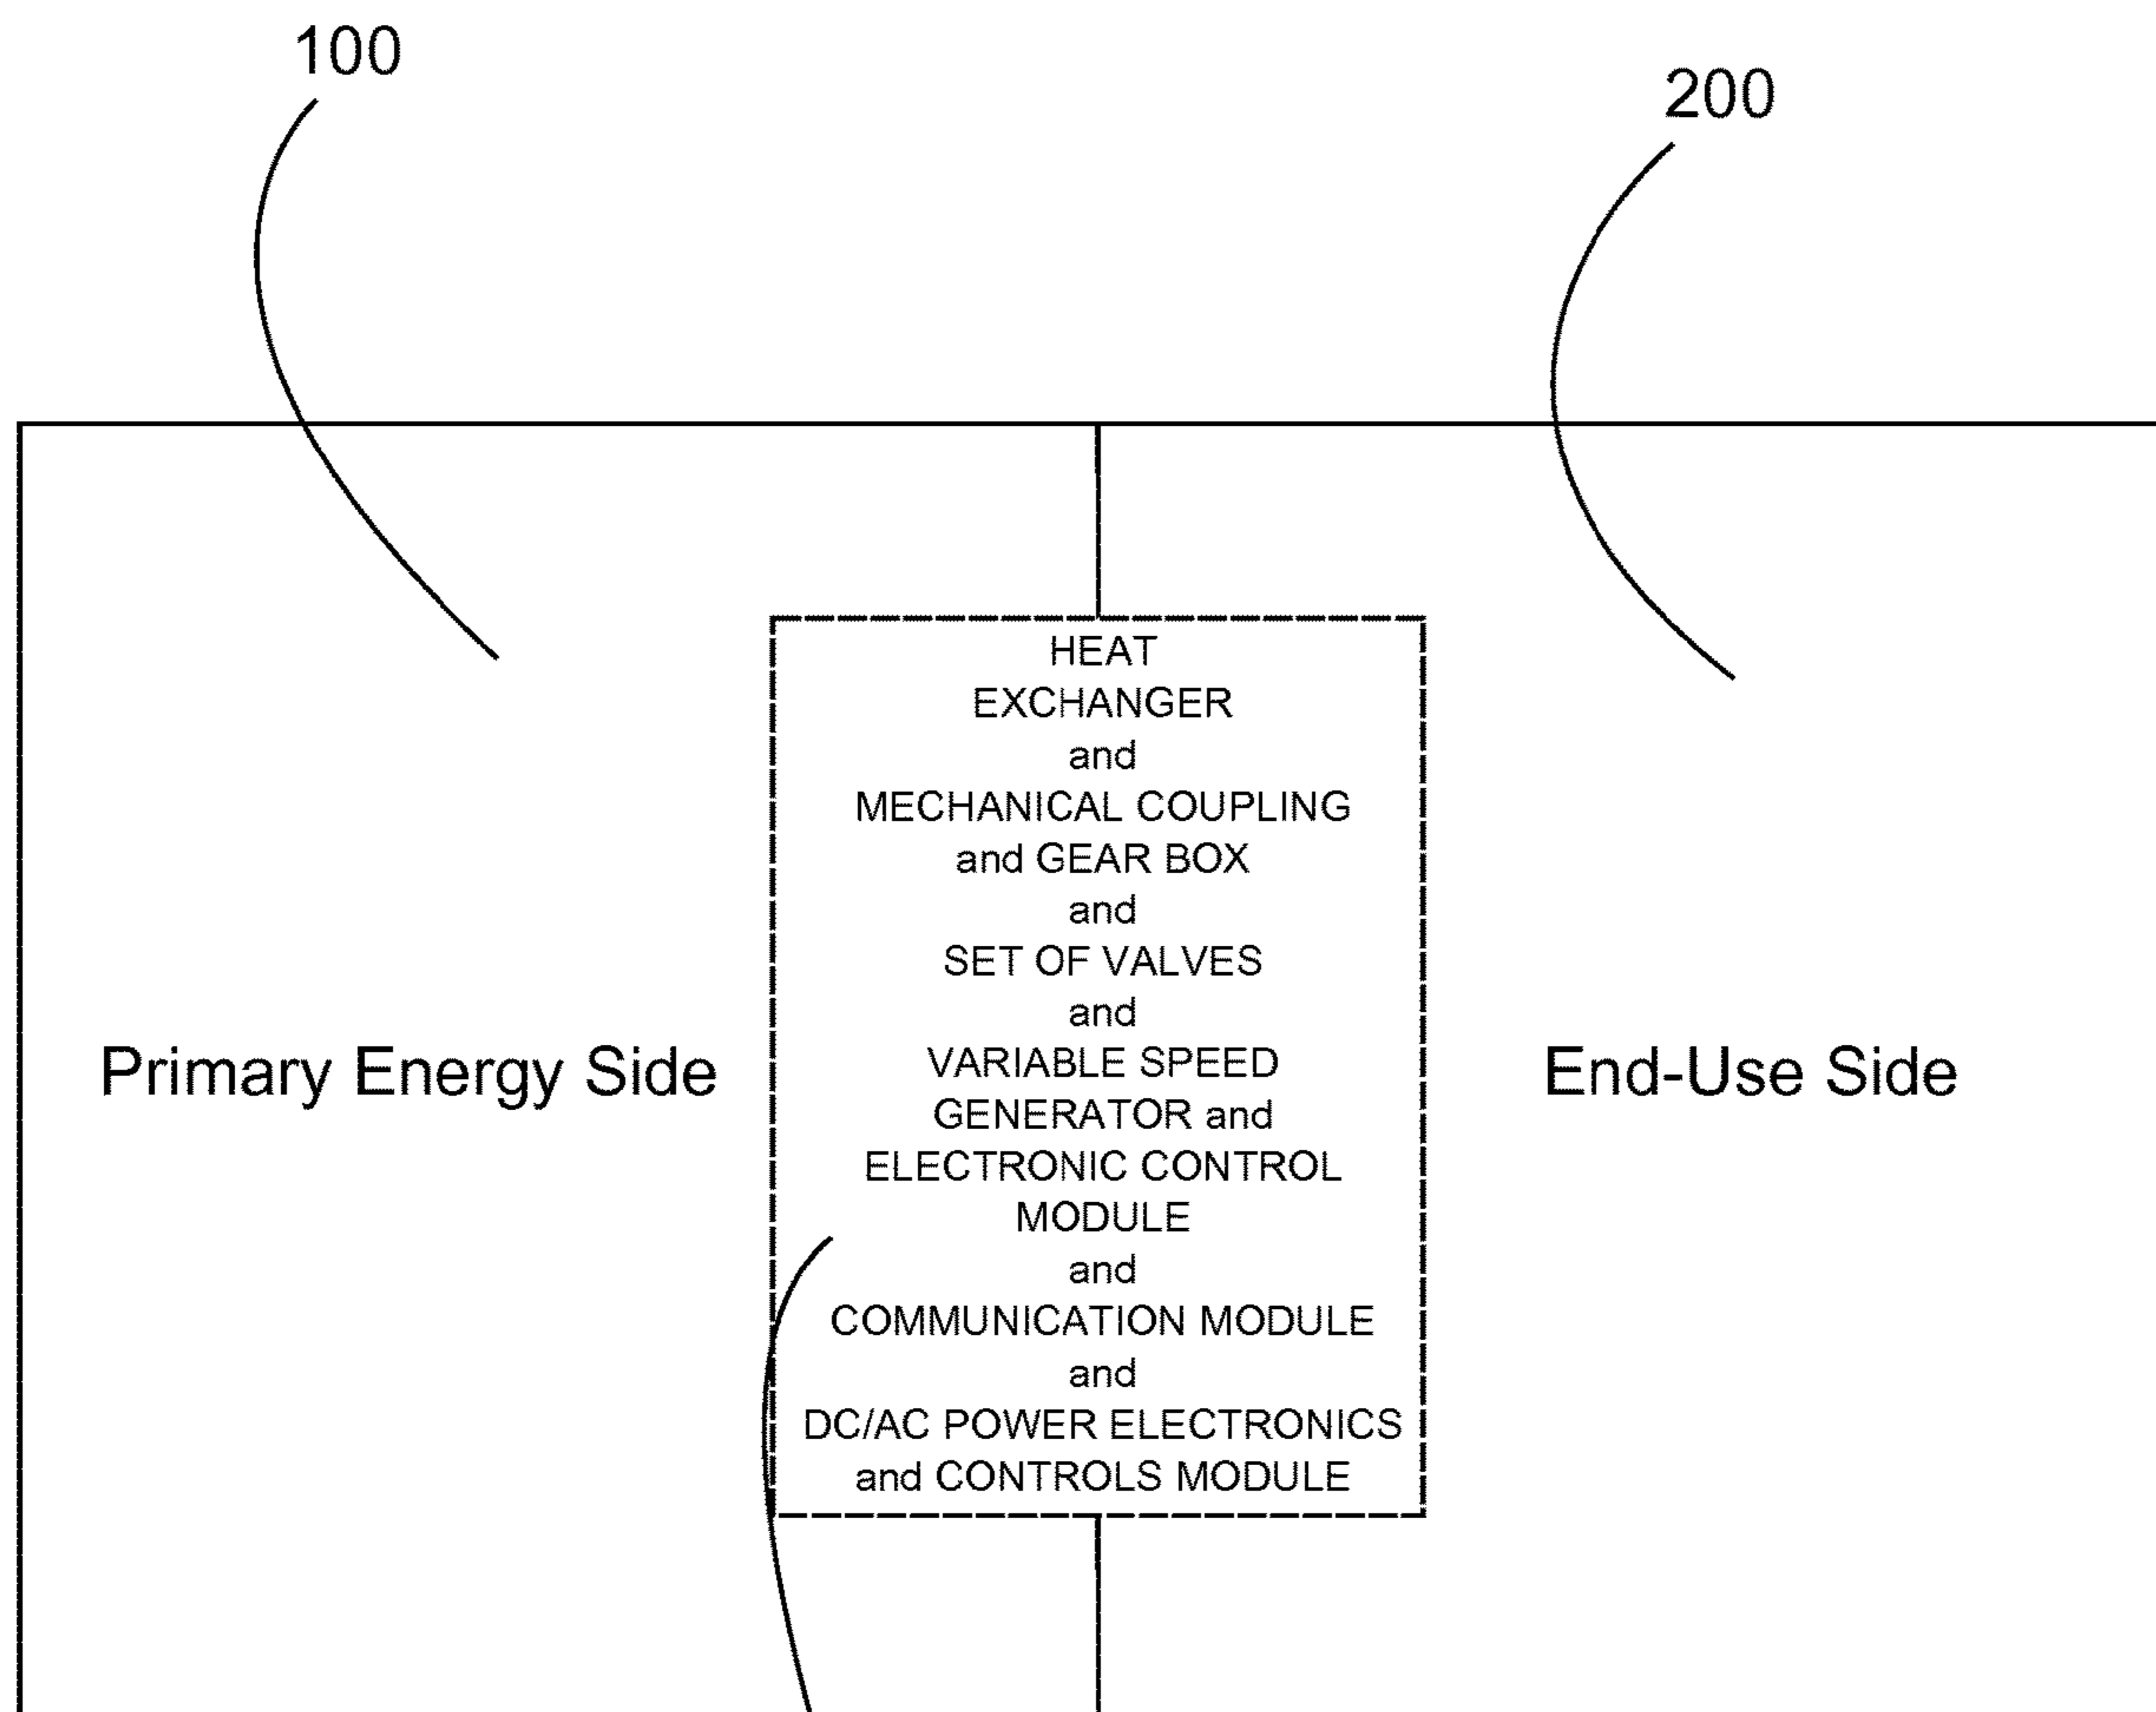 100
200
HEAT
EXCHANGER
and
MECHANICAL COUPLING
and GEAR BOX
and
SET OF VALVES
and
VARIABLE SPEED
GENERATOR and
ELECTRONIC CONTROL
MODULE
and
COMMUNICATION MODULE
and
DC/AC POWER ELECTRONICS
and CONTROLS MODULE
Primary Energy Side
End-Use Side